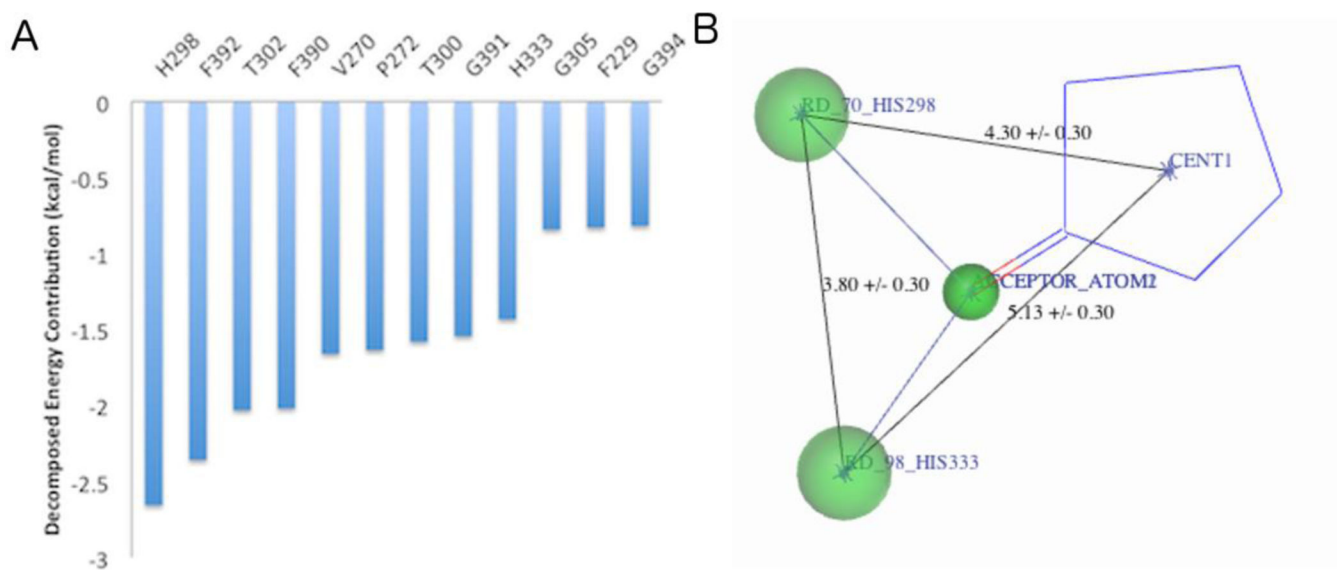 A
H298 F392 T302 F390 V270 P272 T300 G391 H333 G305 F229 G394
Decomposed Energy Contribution (kcal/mol)
0
-0.5
-1
-1.5
-2
-2.5
-3
B
RD_70_HIS298
4.30 +/- 0.30
CENT1
3.80 +/- 0.30
5.13 +/- 0.30
RD_98_HIS333